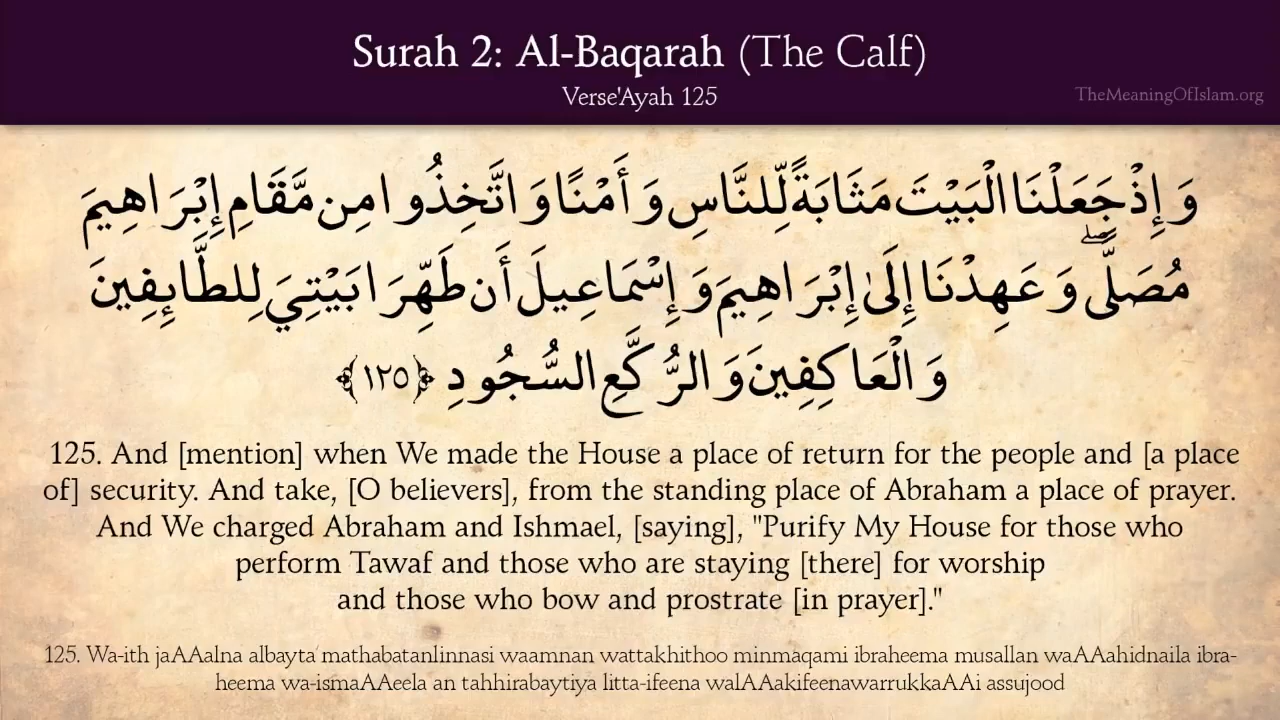 Surah 2: Al-Baqarah (The Calf)
Verse'Ayah 125
TheMeaningOfIslam.org
وَإِذْ جَعَلْنَا الْبَيْتَ مَثَابَةً لِّلنَّاسِ وَأَمْنًا وَاتَّخِذُوا مِن مَّقَامِ إِبْرَاهِيمَ
مُصَلًّى ۖ وَعَهِدْنَا إِلَىٰ إِبْرَاهِيمَ وَإِسْمَاعِيلَ أَن طَهِّرَا بَيْتِيَ لِلطَّائِفِينَ
وَالْعَاكِفِينَ وَالرُّكَّعِ السُّجُودِ ﴿١٢٥﴾
125. And [mention] when We made the House a place of return for the people and [a place
of] security. And take, [O believers], from the standing place of Abraham a place of prayer.
And We charged Abraham and Ishmael, [saying], "Purify My House for those who
perform Tawaf and those who are staying [there] for worship
and those who bow and prostrate [in prayer]."
125. Wa-ith jaAAalna albayta mathabatanlinnasi waamnan wattakhithoo minmaqami ibraheema musallan waAAahidnaila ibra-
heema wa-ismaAAeela an tahhirabaytiya litta-ifeena walAAakifeenawarrukkaAAi assujood